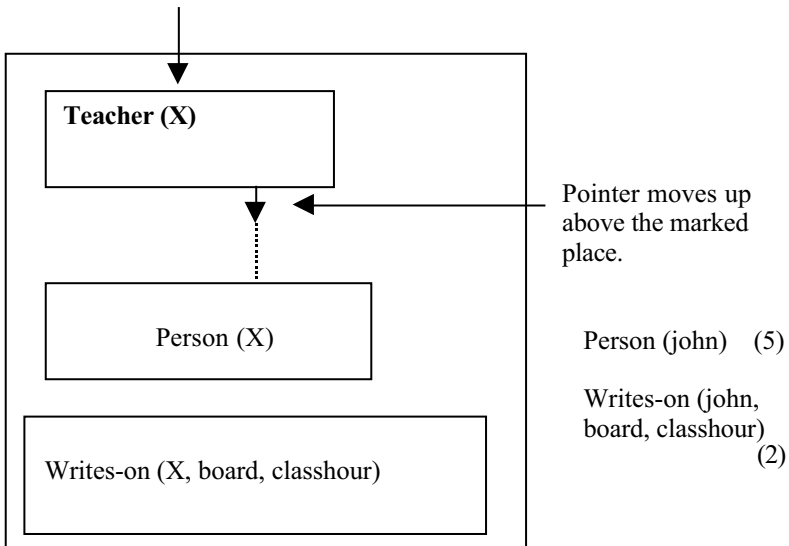 Teacher (X)
Pointer moves up
above the marked
place.
Person (X)
Person (john) (5)
Writes-on (john,
board, classhour)
(2)
Writes-on (X, board, classhour)